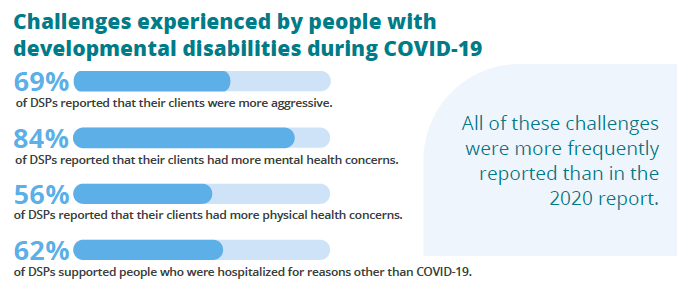 Challenges experienced by people with
developmental disabilities during COVID-19
69%
of DSPs reported that their clients were more aggressive.
84%
of DSPs reported that their clients had more mental health concerns.
56%
of DSPs reported that their clients had more physical health concerns.
62%
of DSPs supported people who were hospitalized for reasons other than COVID-19.
All of these challenges
were more frequently
reported than in the
2020 report.